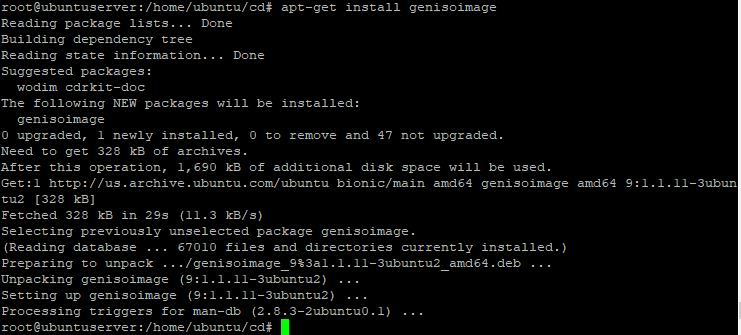 root@ubuntuserver:/home/ubuntu/cd# apt-get install genisoimage
Reading package lists... Done
Building dependency tree
Reading state information... Done
Suggested packages:
  wodim cdrkit-doc
The following NEW packages will be installed:
  genisoimage
0 upgraded, 1 newly installed, 0 to remove and 47 not upgraded.
Need to get 328 kB of archives.
After this operation, 1,690 kB of additional disk space will be used.
Get:1 http://us.archive.ubuntu.com/ubuntu bionic/main amd64 genisoimage amd64 9:1.1.11-3ubun
tu2 [328 kB]
Fetched 328 kB in 29s (11.3 kB/s)
Selecting previously unselected package genisoimage.
(Reading database ... 67010 files and directories currently installed.)
Preparing to unpack .../genisoimage_9%3a1.1.11-3ubuntu2_amd64.deb ...
Unpacking genisoimage (9:1.1.11-3ubuntu2) ...
Setting up genisoimage (9:1.1.11-3ubuntu2) ...
Processing triggers for man-db (2.8.3-2ubuntu0.1) ...
root@ubuntuserver:/home/ubuntu/cd#